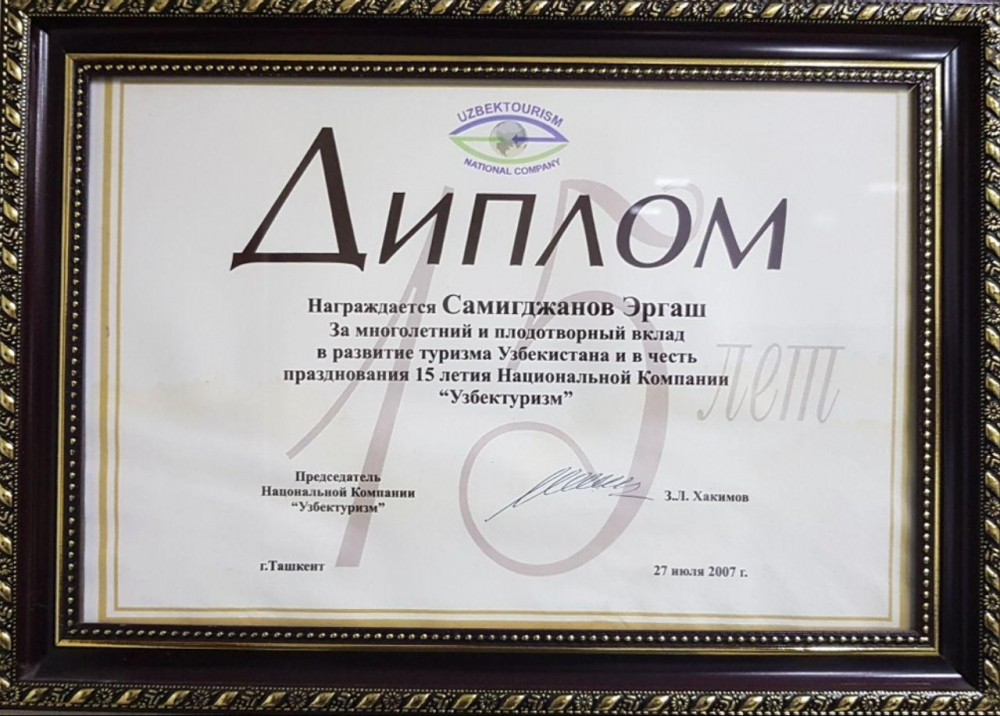 UZBEKTOURISM
NATIONAL COMPANY
Диплом
15 лет
Награждается Самигджанов Эргаш
За многолетний и плодотворный вклад
в развитие туризма Узбекистана и в честь
празднования 15 летия Национальной Компании
“Узбектуризм”
Председатель
Национальной Компании
“Узбектуризм”
З.Л. Хакимов
г.Ташкент
27 июля 2007 г.